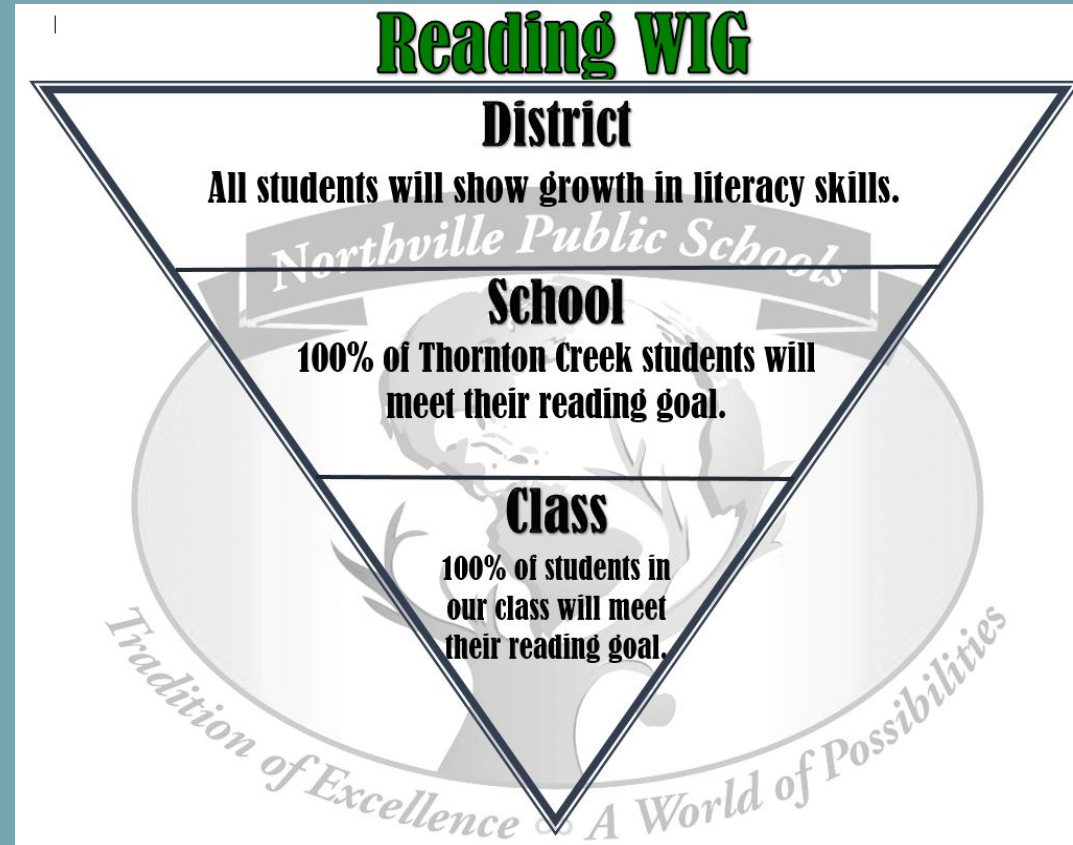 Reading WIG
District
All students will show growth in literacy skills.
Northville Public Schools
School
100% of Thornton Creek students will
meet their reading goal.
Class
100% of students in
our class will meet
their reading goal.
Tradition of Excellence ∞ A World of Possibilities